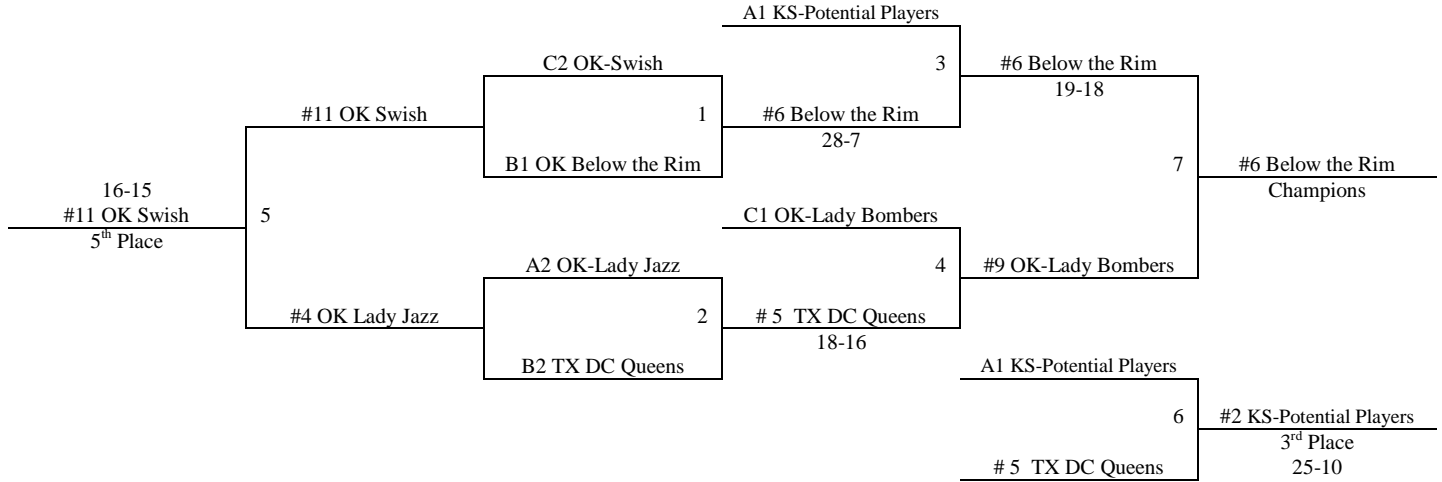 A1 KS-Potential Players
C2 OK-Swish
3
#6 Below the Rim
19-18
#11 OK Swish
1
#6 Below the Rim
28-7
B1 OK Below the Rim
7
#6 Below the Rim
Champions
16-15
#11 OK Swish
5th Place
5
C1 OK-Lady Bombers
A2 OK-Lady Jazz
4
#9 OK-Lady Bombers
#4 OK Lady Jazz
2
# 5 TX DC Queens
18-16
B2 TX DC Queens
A1 KS-Potential Players
6
#2 KS-Potential Players
3rd Place
25-10
# 5 TX DC Queens